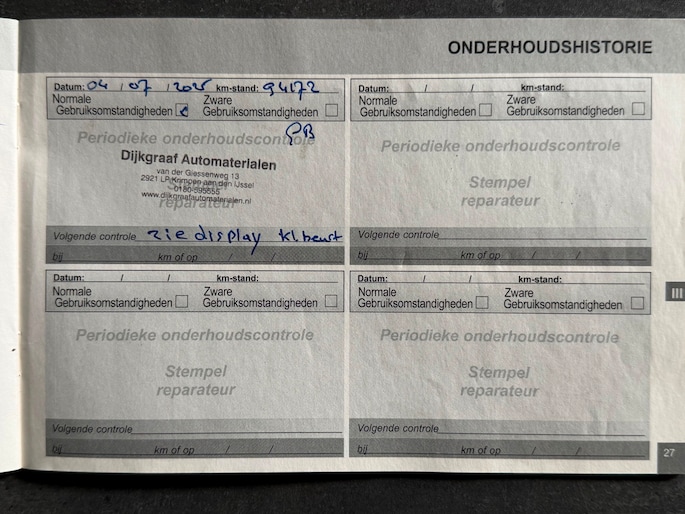 ONDERHOUDSHISTORIE
Datum: 04 / 07 / 2025 km-stand: 94172
Normale Gebruiksomstandigheden
Zware Gebruiksomstandigheden
Periodieke onderhoudscontrole
Dijkgraaf Automaterialen
van der Giessenweg 13
2921 LP Krimpen aan den IJssel
0180-595555
www.dijkgraafautomaterialen.nl
reparateur
Volgende controle zie display kl.beurt
bij km of op / /
Datum: / / km-stand:
Normale Gebruiksomstandigheden
Zware Gebruiksomstandigheden
Periodieke onderhoudscontrole
Stempel
reparateur
Volgende controle
bij km of op / /
Datum: / / km-stand:
Normale Gebruiksomstandigheden
Zware Gebruiksomstandigheden
Periodieke onderhoudscontrole
Stempel
reparateur
Volgende controle
bij km of op / /
Datum: / / km-stand:
Normale Gebruiksomstandigheden
Zware Gebruiksomstandigheden
Periodieke onderhoudscontrole
Stempel
reparateur
Volgende controle
bij km of op / /
III
27